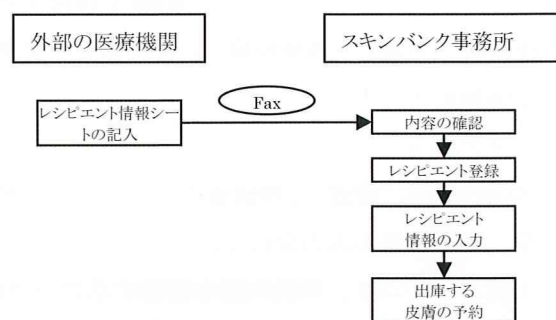 外部の医療機関
スキンバンク事務所
Fax
レシピエント情報シー
トの記入
内容の確認
レシピエント登録
レシピエント
情報の入力
出庫する
皮膚の予約